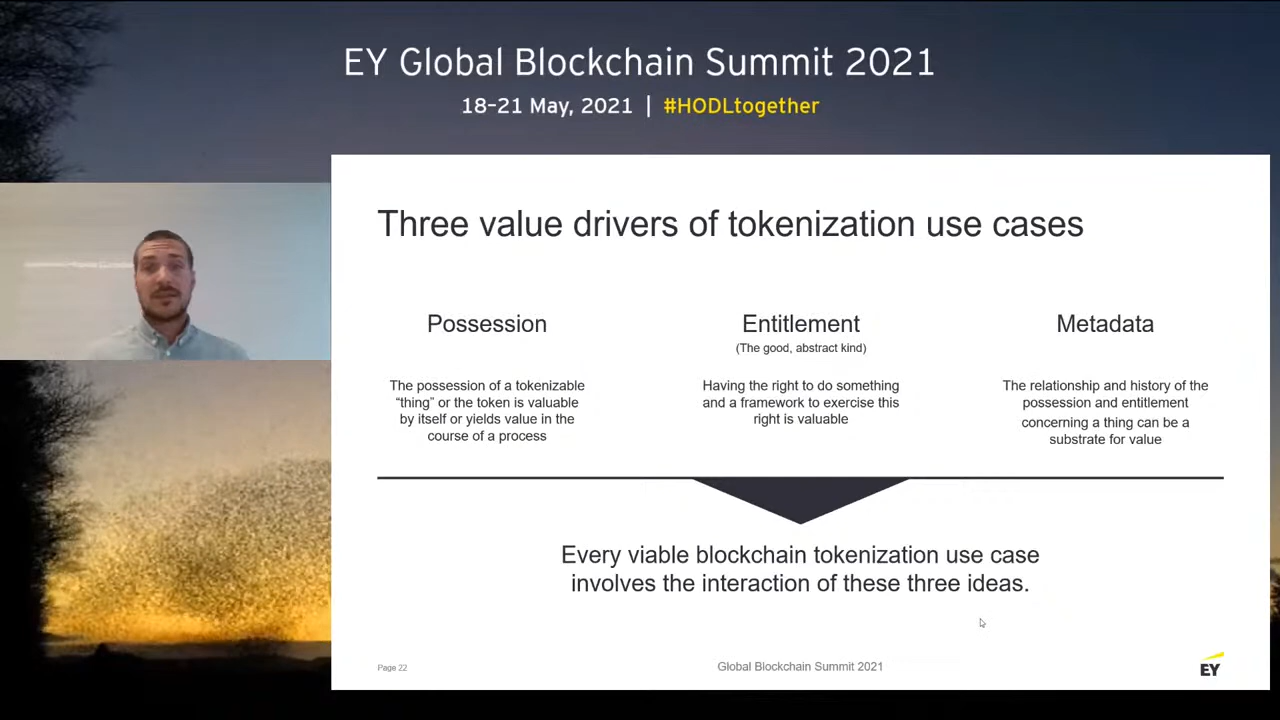 EY Global Blockchain Summit 2021
18–21 May, 2021 | #HODLtogether
Three value drivers of tokenization use cases
Possession
The possession of a tokenizable
“thing” or the token is valuable
by itself or yields value in the
course of a process
Entitlement
(The good, abstract kind)
Having the right to do something
and a framework to exercise this
right is valuable
Metadata
The relationship and history of the
possession and entitlement
concerning a thing can be a
substrate for value
Every viable blockchain tokenization use case
involves the interaction of these three ideas.
Page 22
Global Blockchain Summit 2021
EY